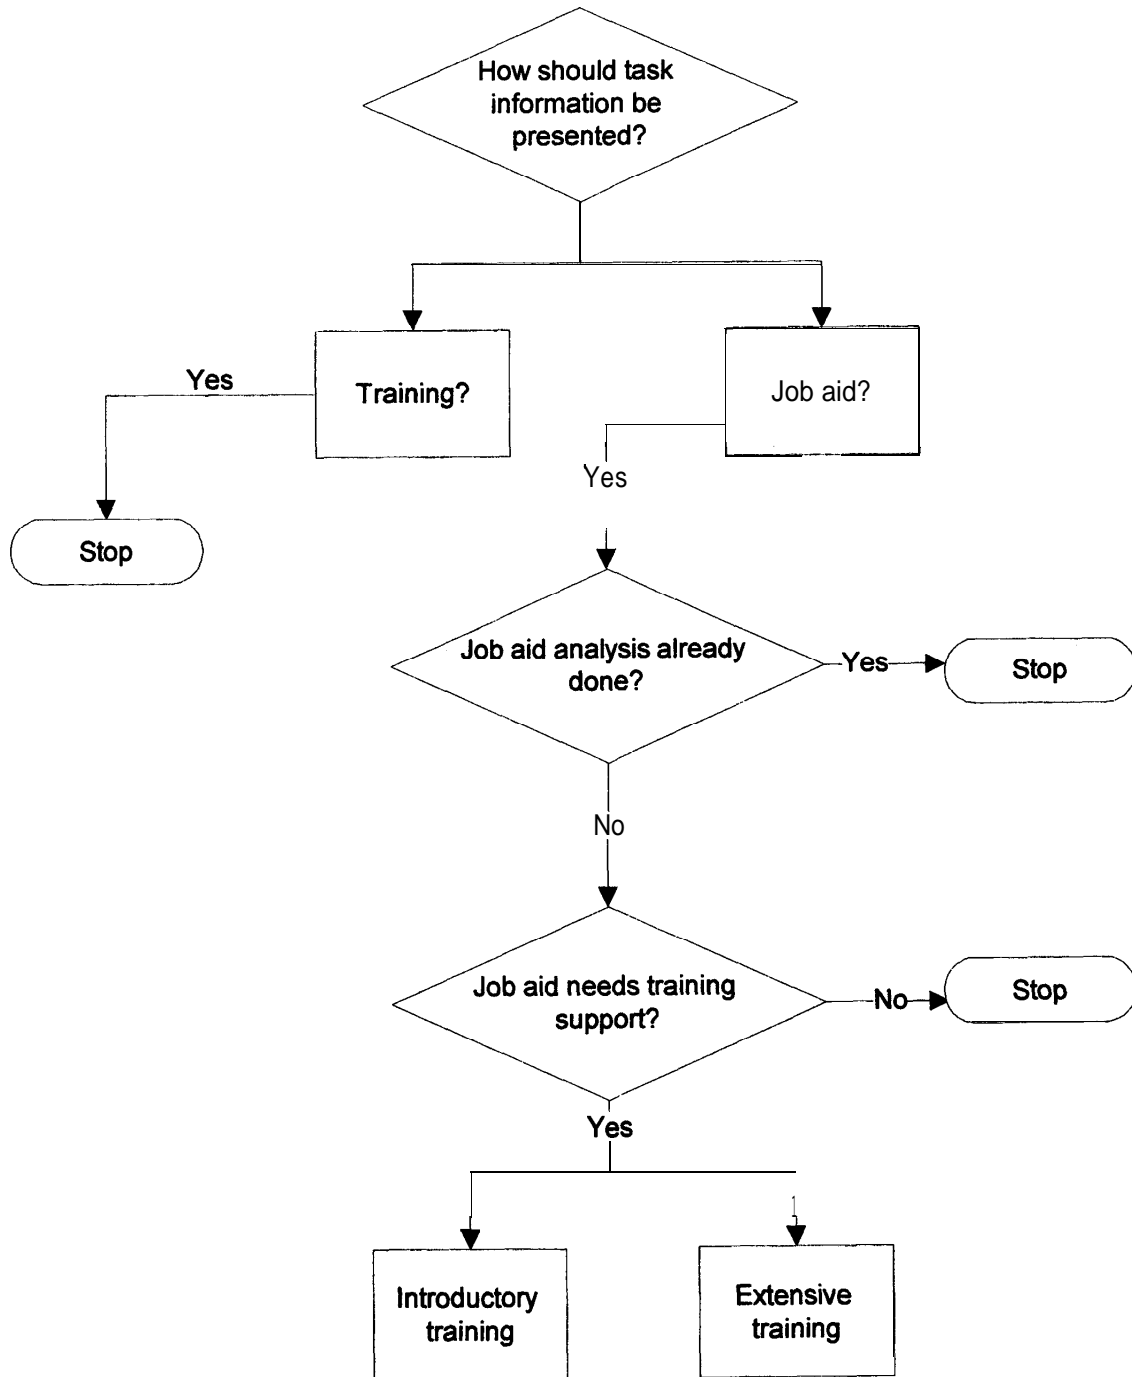 How should task
information be
presented?
Yes
Training?
Job aid?
Yes
Stop
Job aid analysis already
done?
Yes
Stop
No
Job aid needs training
support?
No
Stop
Yes
Introductory
training
Extensive
training